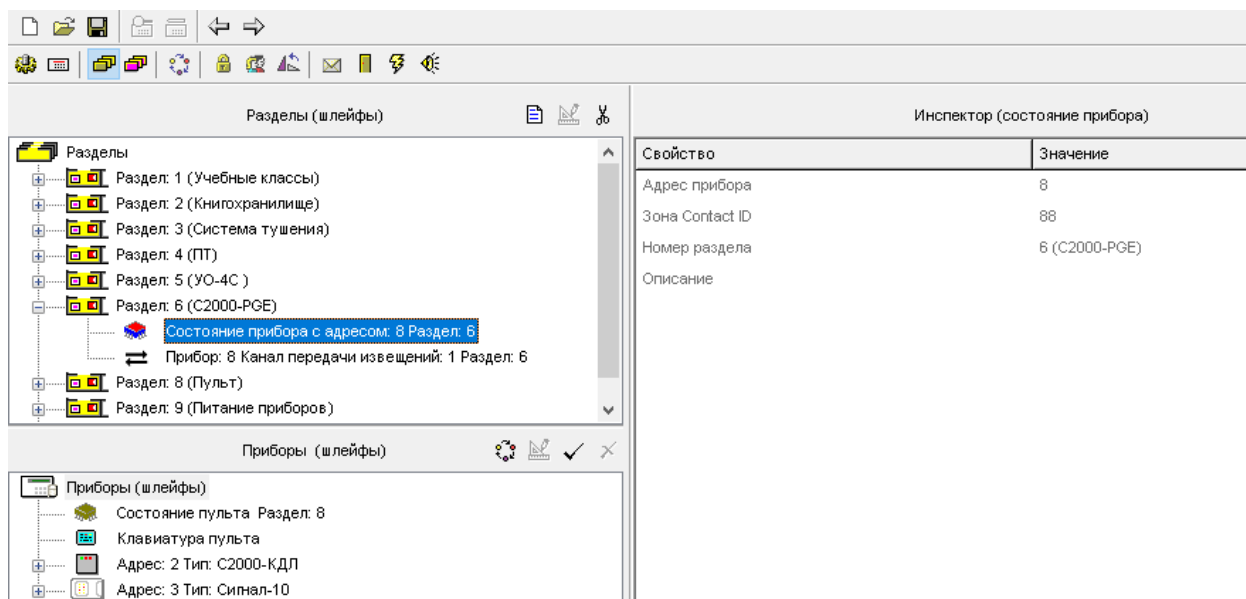 Разделы (шлейфы)
Инспектор (состояние прибора)
Разделы
Раздел: 1 (Учебные классы)
Раздел: 2 (Книгохранилище)
Раздел: 3 (Система тушения)
Раздел: 4 (ПТ)
Раздел: 5 (УО-4С )
Раздел: 6 (С2000-PGE)
Состояние прибора с адресом: 8 Раздел: 6
Прибор: 8 Канал передачи извещений: 1 Раздел: 6
Раздел: 8 (Пульт)
Раздел: 9 (Питание приборов)
Свойство Значение
Адрес прибора 8
Зона Contact ID 88
Номер раздела 6 (С2000-PGE)
Описание
Приборы (шлейфы)
Приборы (шлейфы)
Состояние пульта Раздел: 8
Клавиатура пульта
Адрес: 2 Тип: С2000-КДЛ
Адрес: 3 Тип: Сигнал-10